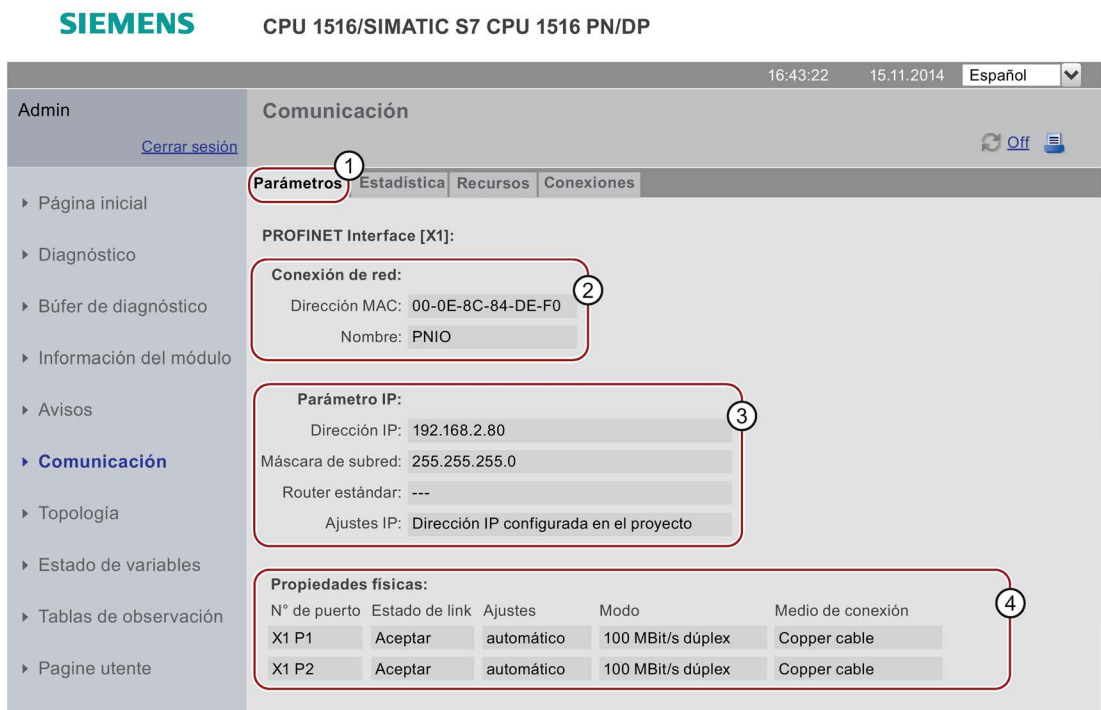 SIEMENS CPU 1516/SIMATIC S7 CPU 1516 PN/DP
16:43:22 15.11.2014 Español
Admin Comunicación
Cerrar sesión Off
1
Parámetros Estadística Recursos Conexiones
Página inicial
Diagnóstico
Búfer de diagnóstico
Información del módulo
Avisos
Comunicación
Topología
Estado de variables
Tablas de observación
Pagine utente
PROFINET Interface [X1]:
Conexión de red:
2
Dirección MAC: 00-0E-8C-84-DE-F0
Nombre: PNIO
Parámetro IP:
3
Dirección IP: 192.168.2.80
Máscara de subred: 255.255.255.0
Router estándar: ---
Ajustes IP: Dirección IP configurada en el proyecto
Propiedades físicas:
4
N° de puerto Estado de link Ajustes Modo Medio de conexión
X1 P1 Aceptar automático 100 MBit/s dúplex Copper cable
X1 P2 Aceptar automático 100 MBit/s dúplex Copper cable